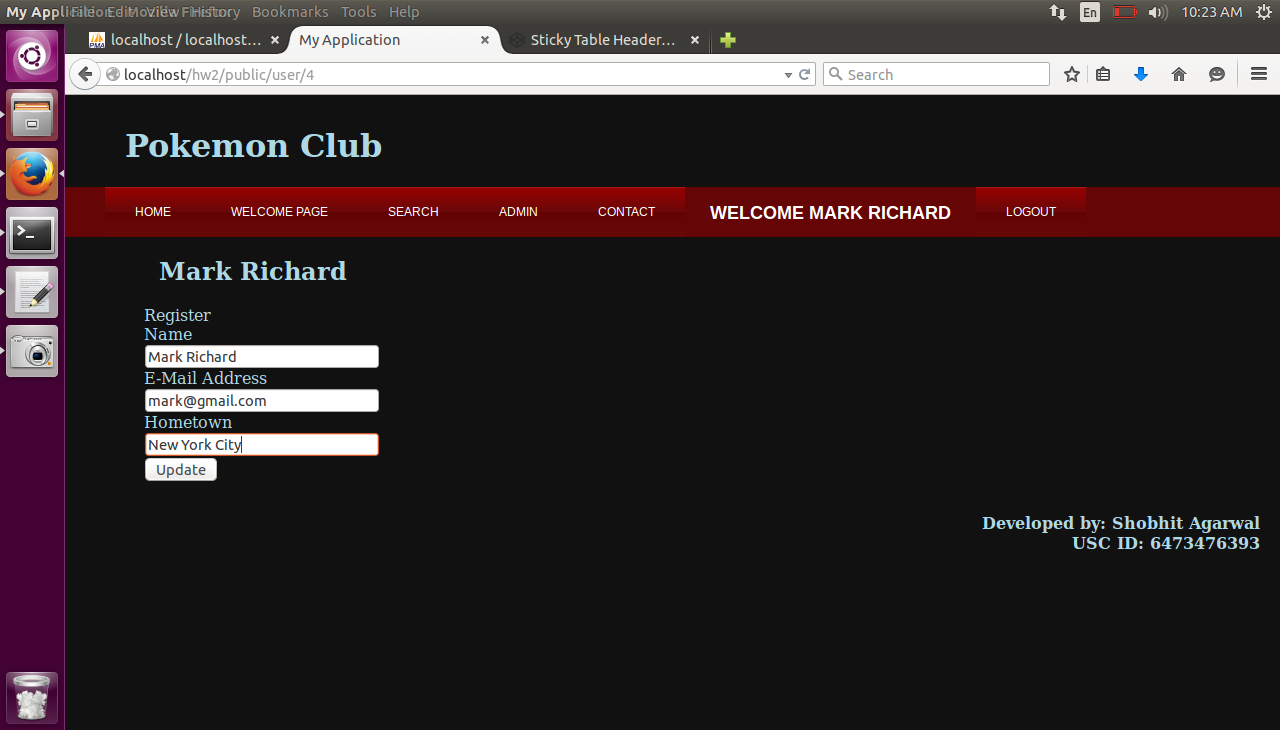 My Application - Mozilla Firefox
File Edit View History Bookmarks Tools Help
En
10:23 AM
localhost / localhost...
My Application
Sticky Table Header...
localhost/hw2/public/user/4
Search
Pokemon Club
HOME WELCOME PAGE SEARCH ADMIN CONTACT WELCOME MARK RICHARD LOGOUT
Mark Richard
Register
Name
Mark Richard
E-Mail Address
mark@gmail.com
Hometown
New York City
Update
Developed by: Shobhit Agarwal
USC ID: 6473476393